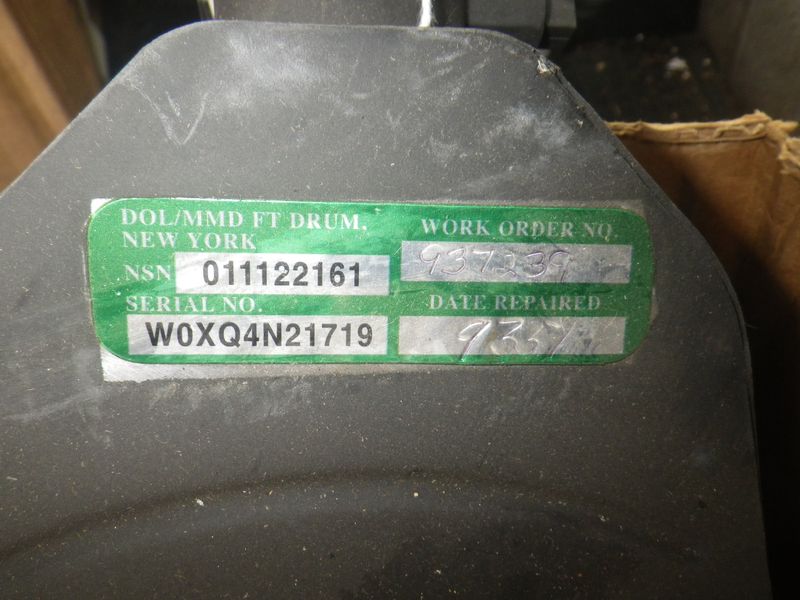 DOL/MMD FT DRUM,
NEW YORK
NSN 011122161
SERIAL NO.
W0XQ4N21719
WORK ORDER NO.
937239
DATE REPAIRED